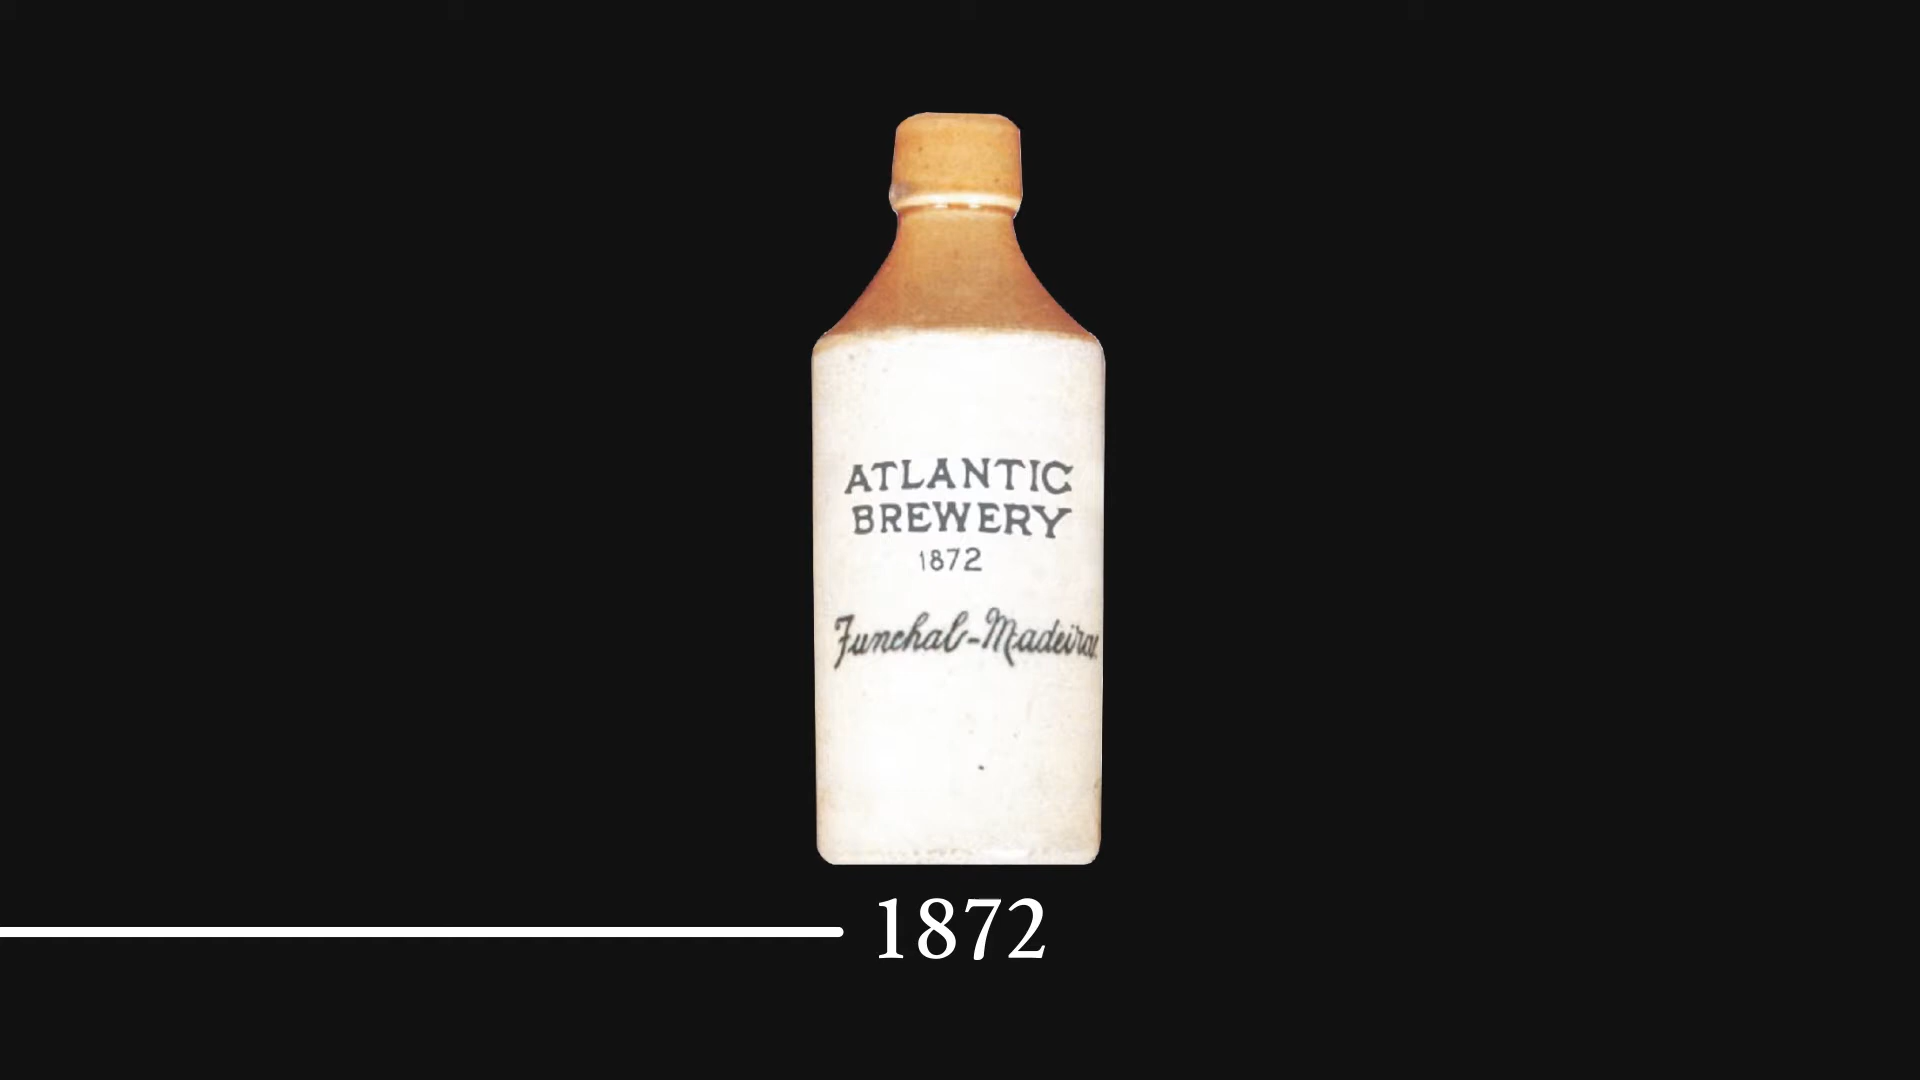 ATLANTIC
BREWERY
1872
Funchal-Madeira.
1872